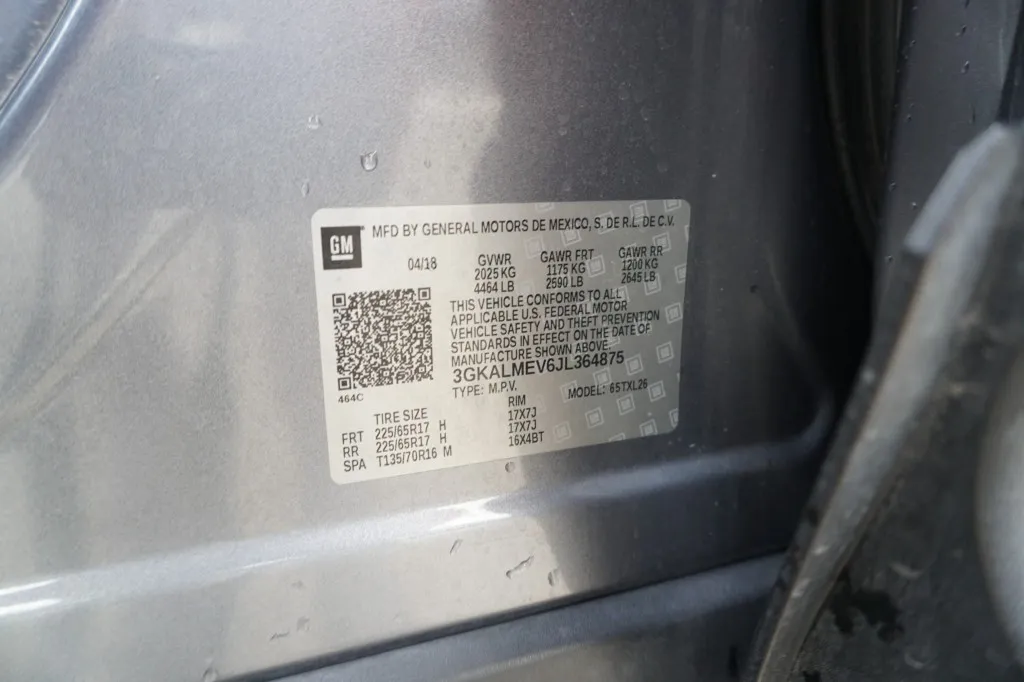 GM MFD BY GENERAL MOTORS DE MEXICO, S. DE R.L. DE C.V.
04/18 GVWR GAWR FRT GAWR RR
2025 KG 1175 KG 1200 KG
4464 LB 2590 LB 2645 LB
THIS VEHICLE CONFORMS TO ALL
APPLICABLE U.S. FEDERAL MOTOR
VEHICLE SAFETY AND THEFT PREVENTION
STANDARDS IN EFFECT ON THE DATE OF
MANUFACTURE SHOWN ABOVE.
3GKALMEV6JL364875
TYPE: M.P.V. MODEL: 65TXL26
464C
TIRE SIZE RIM
FRT 225/65R17 H 17X7J
RR 225/65R17 H 17X7J
SPA T135/70R16 M 16X4BT